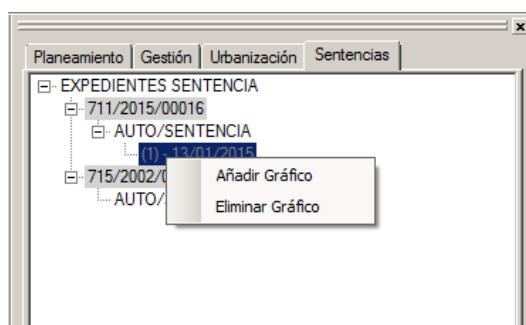 Planeamiento Gestión Urbanización Sentencias
EXPEDIENTES SENTENCIA
711/2015/00016
AUTO/SENTENCIA
(1) - 13/01/2015
Añadir Gráfico
715/2002/0
Eliminar Gráfico
AUTO/